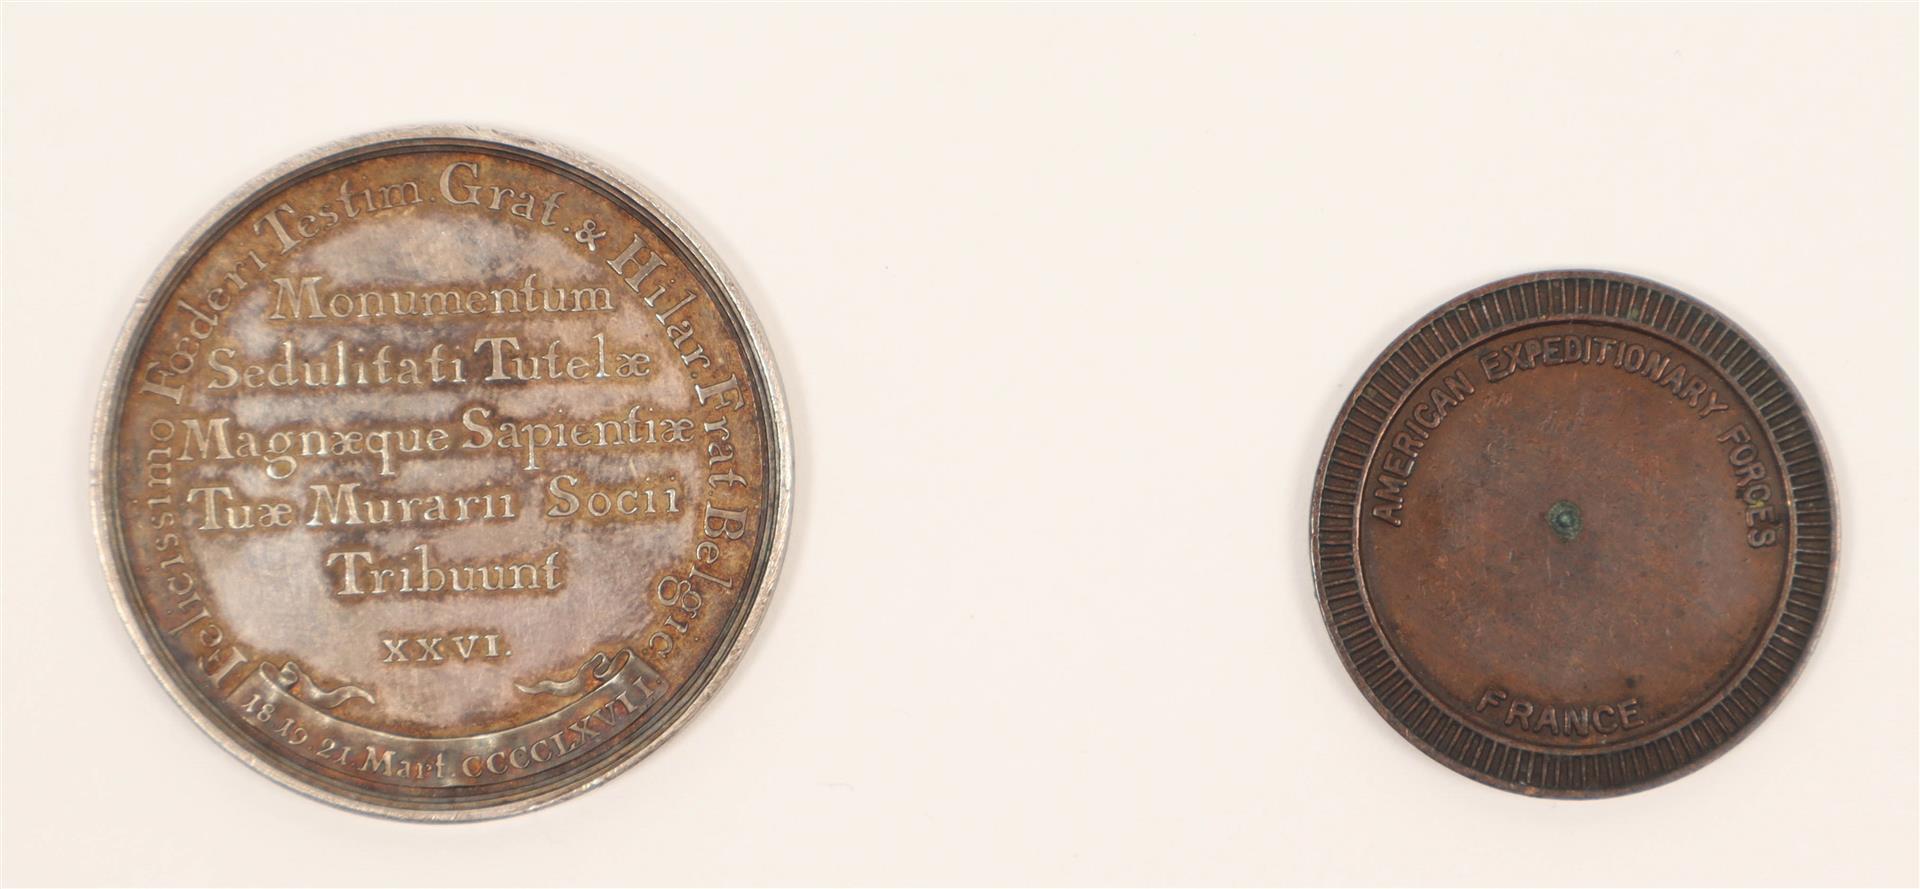 Felicissimo Fœderi Testim. Grat. & Hilar. Frat. Belgic.
Monumentum
Sedulitati Tutelæ
Magnæque Sapientiæ
Tuæ Murarii Socii
Tribuunt
XXVI.
18.19.21.Mart.CCCCLXVII.
AMERICAN EXPEDITIONARY FORCES
FRANCE